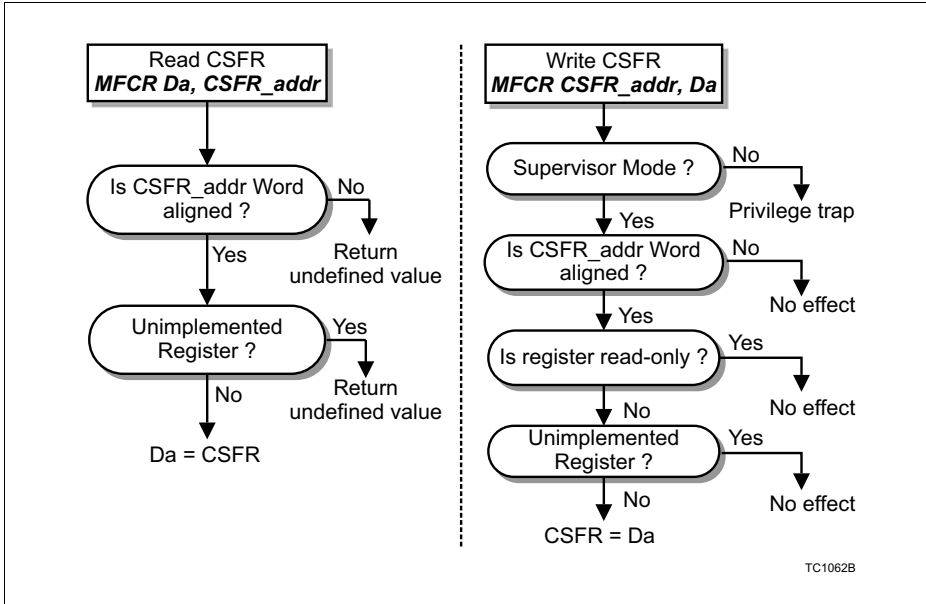 Read CSFR
MFCR Da, CSFR_addr
Is CSFR_addr Word
aligned ?
No
Return
undefined value
Yes
Unimplemented
Register ?
Yes
Return
undefined value
No
Da = CSFR
Write CSFR
MFCR CSFR_addr, Da
Supervisor Mode ?
No
Privilege trap
Yes
Is CSFR_addr Word
aligned ?
No
No effect
Yes
Is register read-only ?
Yes
No effect
No
Unimplemented
Register ?
Yes
No effect
No
CSFR = Da
TC1062B